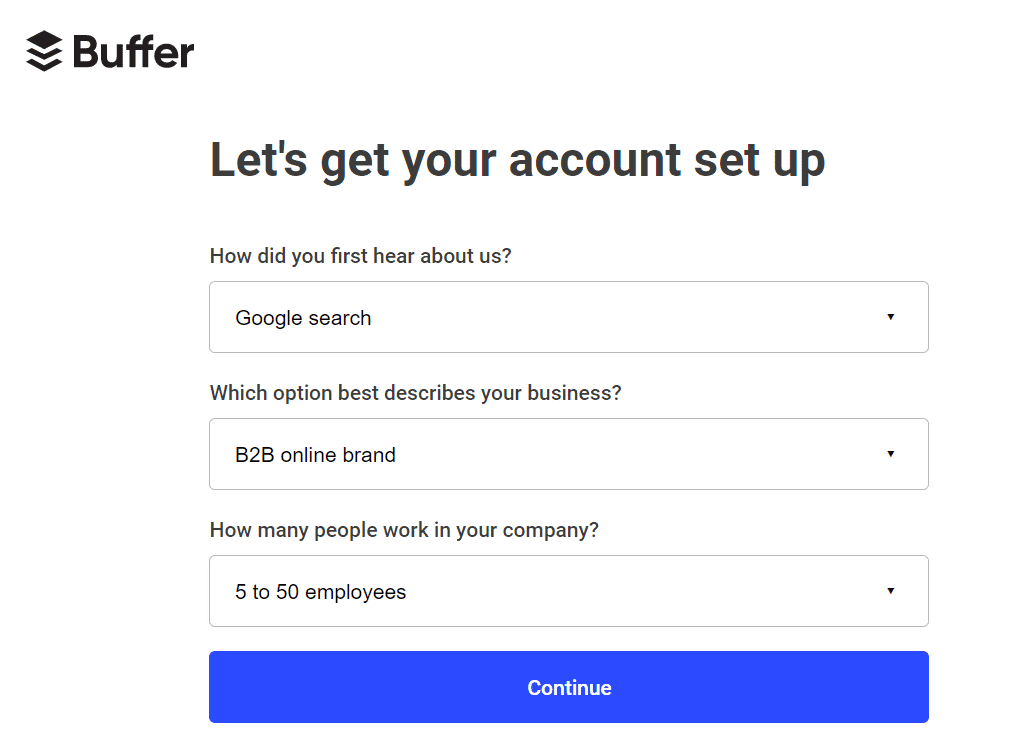 Buffer
Let's get your account set up
How did you first hear about us?
Google search
Which option best describes your business?
B2B online brand
How many people work in your company?
5 to 50 employees
Continue